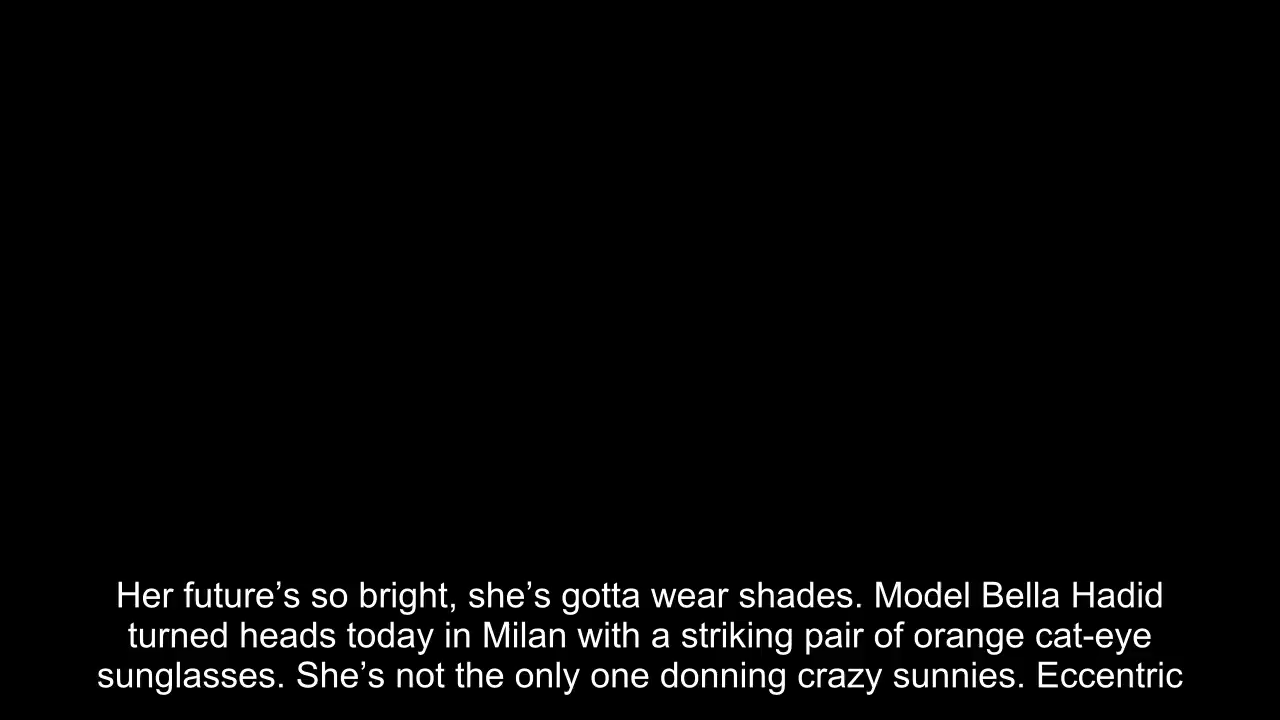 Her future’s so bright, she’s gotta wear shades. Model Bella Hadid
turned heads today in Milan with a striking pair of orange cat-eye
sunglasses. She’s not the only one donning crazy sunnies. Eccentric